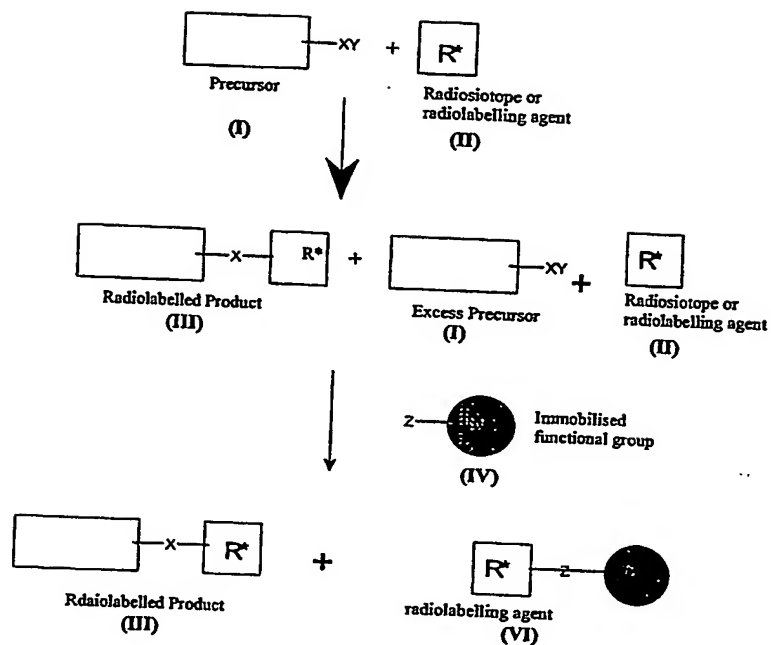 XY + R*
Precursor
(I)
Radiosiotope or
radiolabelling agent
(II)
X R* + XY + R*
Radiolabelled Product
(III)
Excess Precursor
(I)
Radiosiotope or
radiolabelling agent
(II)
Z
Immobilised
functional group
(IV)
X R* + R* Z
Rdaiolabelled Product
(III)
radiolabelling agent
(VI)